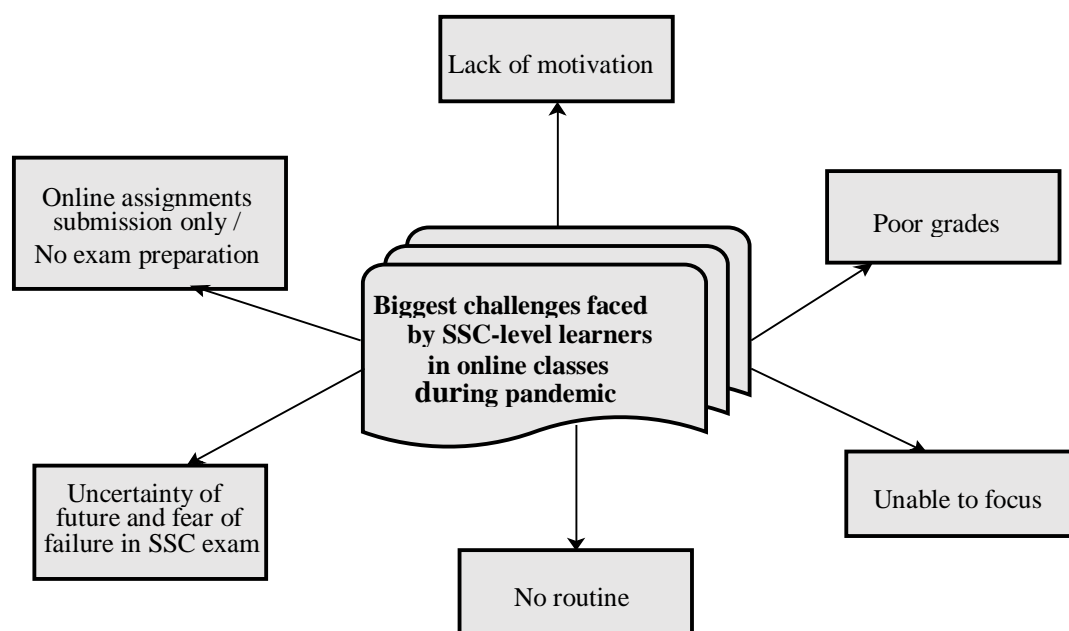 Lack of motivation
Online assignments
submission only /
No exam preparation
Poor grades
Biggest challenges faced
by SSC-level learners
in online classes
during pandemic
Uncertainty of
future and fear of
failure in SSC exam
Unable to focus
No routine